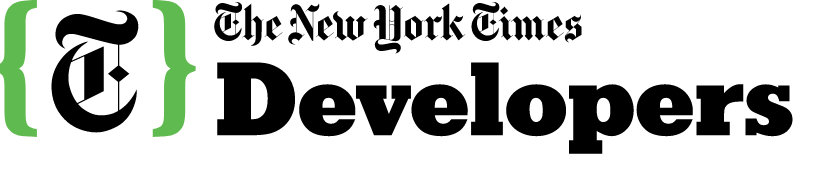 {T}
The New York Times
Developers